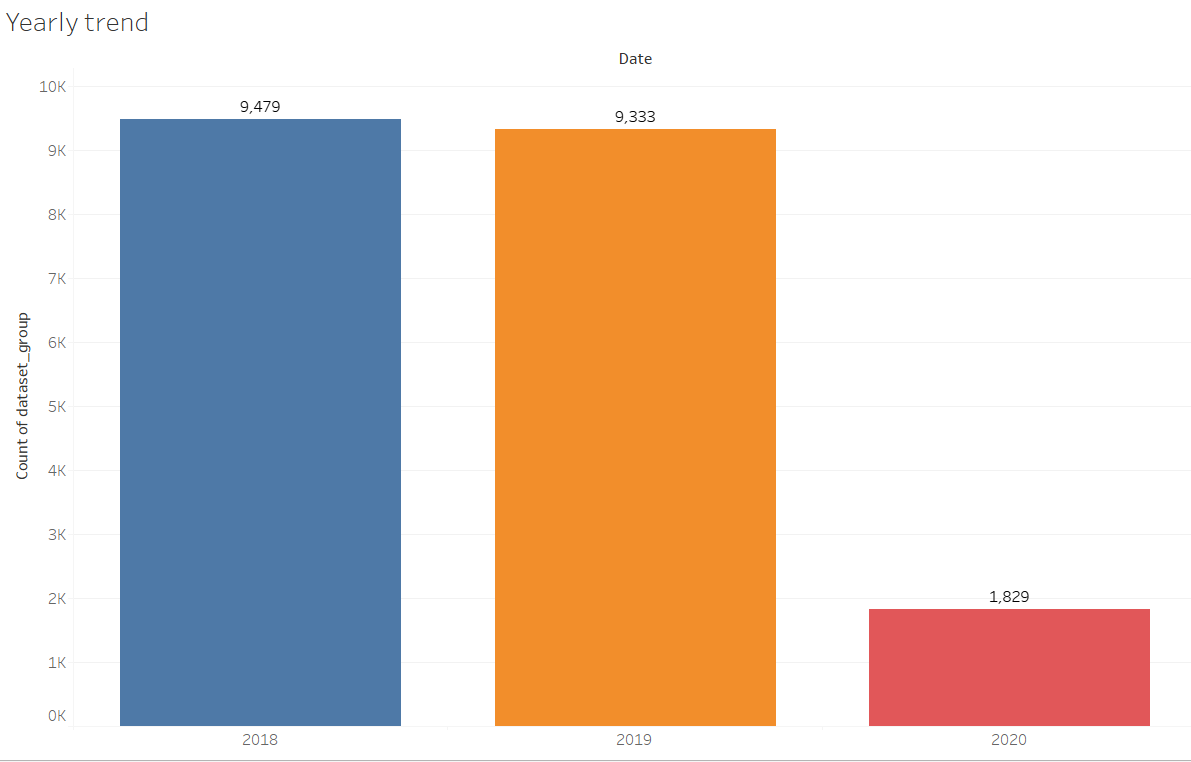 Yearly trend
Date
10K
9K
8K
7K
6K
5K
4K
3K
2K
1K
0K
Count of dataset_group
9,479
9,333
1,829
2018
2019
2020